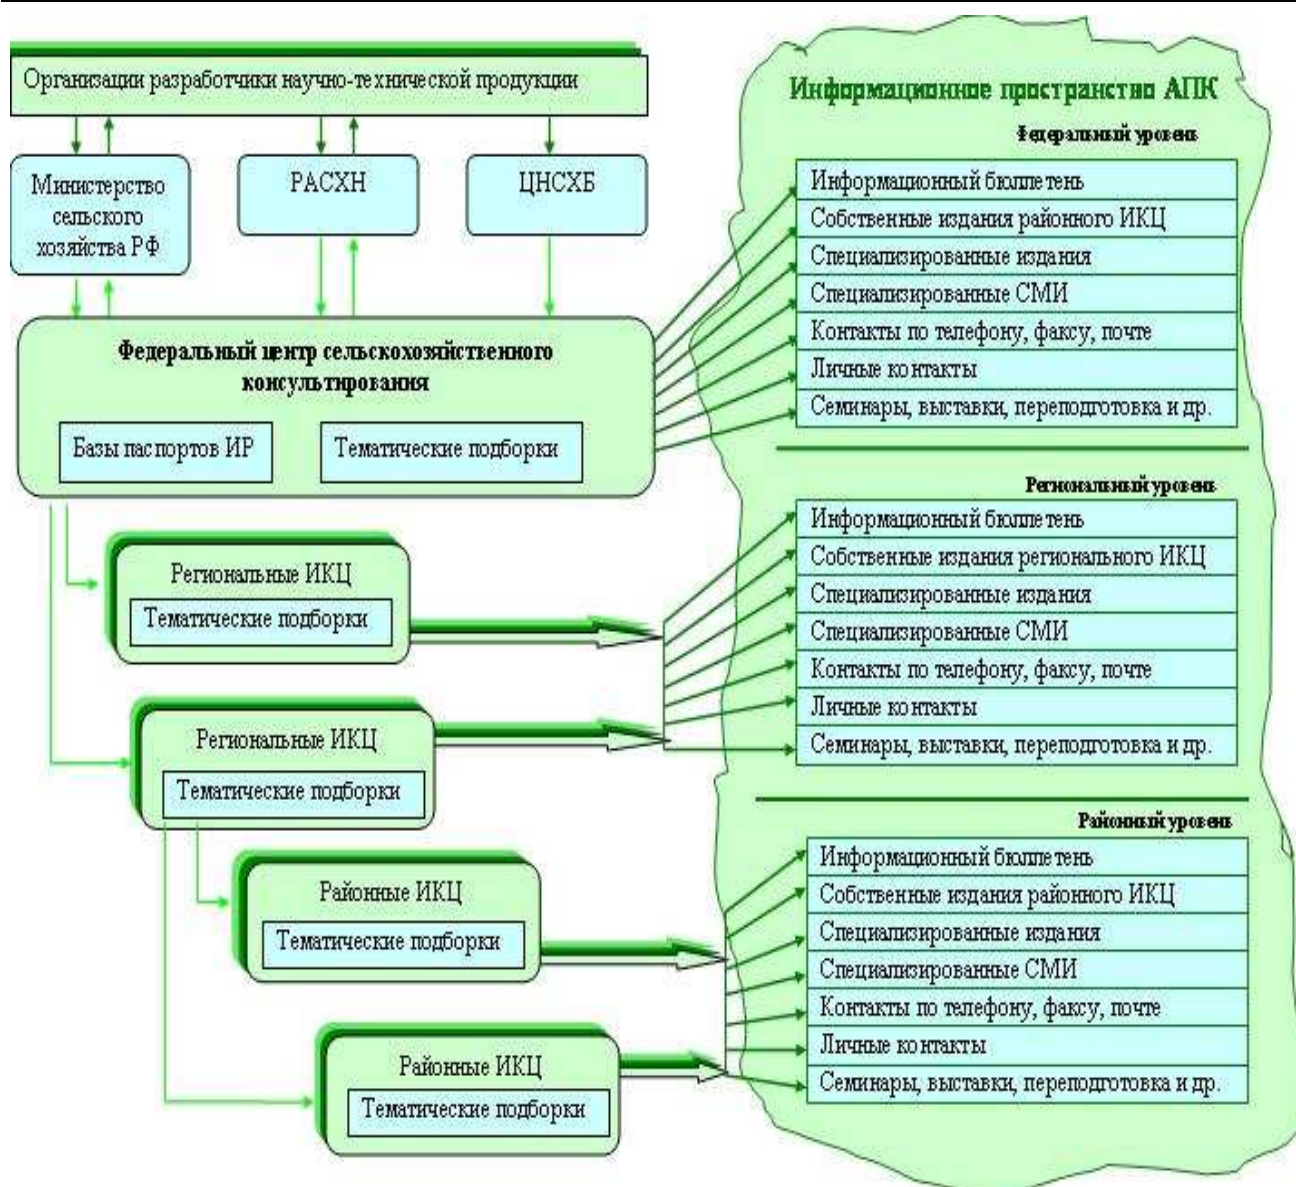 Организации разработчики научно-технической продукции
Министерство
сельского
хозяйства РФ
РАСХН
ЦНСХБ
Федеральный центр сельскохозяйственного
консультирования
Базы паспортов ИР
Тематические подборки
Региональные ИКЦ
Тематические подборки
Региональные ИКЦ
Тематические подборки
Районные ИКЦ
Тематические подборки
Районные ИКЦ
Тематические подборки
Информационное пространство АПК
Федеральный уровень
Информационный бюллетень
Собственные издания районного ИКЦ
Специализированные издания
Специализированные СМИ
Контакты по телефону, факсу, почте
Личные контакты
Семинары, выставки, переподготовка и др.
Региональный уровень
Информационный бюллетень
Собственные издания регионального ИКЦ
Специализированные издания
Специализированные СМИ
Контакты по телефону, факсу, почте
Личные контакты
Семинары, выставки, переподготовка и др.
Районный уровень
Информационный бюллетень
Собственные издания районного ИКЦ
Специализированные издания
Специализированные СМИ
Контакты по телефону, факсу, почте
Личные контакты
Семинары, выставки, переподготовка и др.